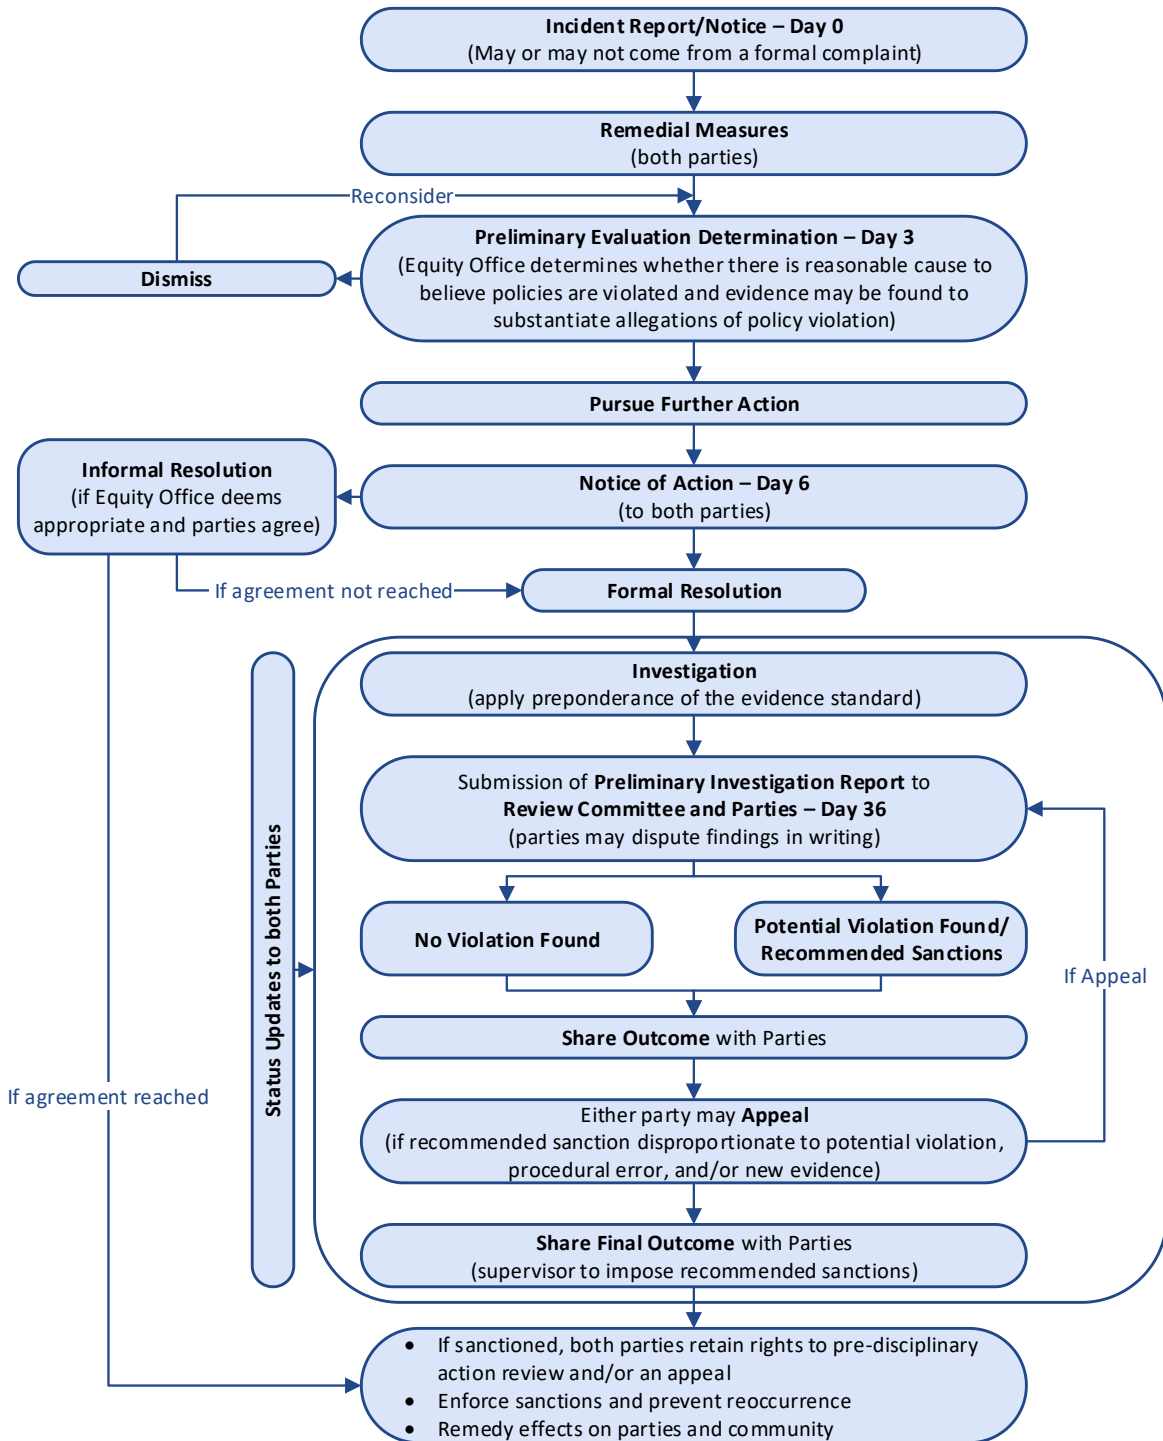 Incident Report/Notice – Day 0
(May or may not come from a formal complaint)
Remedial Measures
(both parties)
Reconsider
Preliminary Evaluation Determination – Day 3
(Equity Office determines whether there is reasonable cause to
believe policies are violated and evidence may be found to
substantiate allegations of policy violation)
Dismiss
Pursue Further Action
Informal Resolution
(if Equity Office deems
appropriate and parties agree)
Notice of Action – Day 6
(to both parties)
If agreement not reached
Formal Resolution
Status Updates to both Parties
Investigation
(apply preponderance of the evidence standard)
Submission of Preliminary Investigation Report to
Review Committee and Parties – Day 36
(parties may dispute findings in writing)
No Violation Found
Potential Violation Found/
Recommended Sanctions
If Appeal
Share Outcome with Parties
If agreement reached
Either party may Appeal
(if recommended sanction disproportionate to potential violation,
procedural error, and/or new evidence)
Share Final Outcome with Parties
(supervisor to impose recommended sanctions)
• If sanctioned, both parties retain rights to pre-disciplinary
action review and/or an appeal
• Enforce sanctions and prevent reoccurrence
• Remedy effects on parties and community